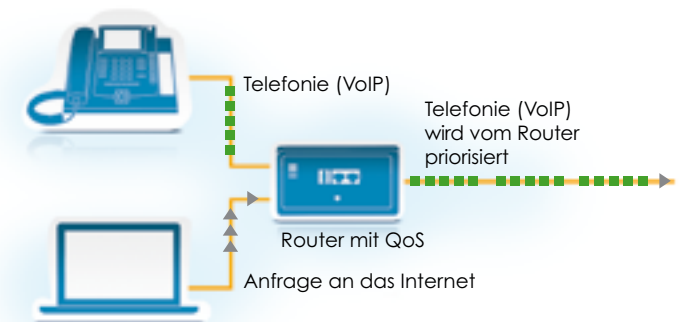 Telefonie (VoIP)
Telefonie (VoIP)
wird vom Router
priorisiert
Router mit QoS
Anfrage an das Internet